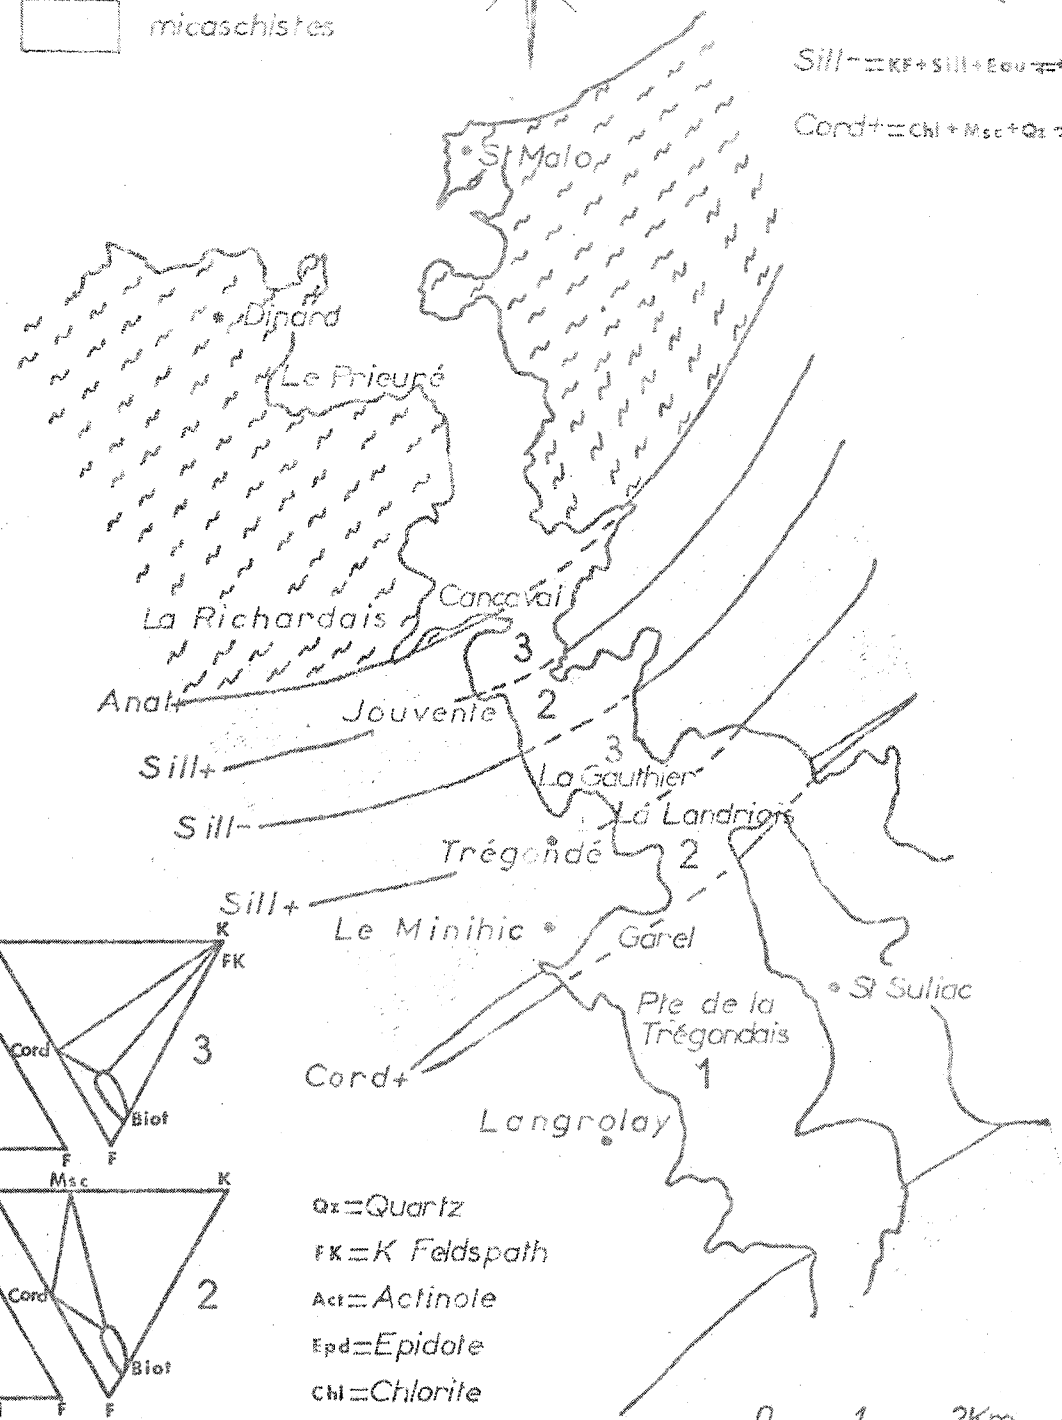 micaschistes
Sill-=KF+Sill+Eau
Cord+=Chl+Msc+Qz
St Malo
Dinard
Le Prieuré
Cancaval
La Richardais
3
Anat+
Jouvente
2
Sill+
3
La Gauthier
La Landriais
Sill-
Trégondé
2
Sill+
Le Minihic
Garel
K
FK
St Suliac
Pte de la
Trégondais
Cord
3
1
Cord+
Biot
Langrolay
F
F
Msc
K
Qz=Quartz
FK=K Feldspath
Cord
2
Act=Actinote
Epd=Epidote
Biot
Chl=Chlorite
F
F
0
1
2Km